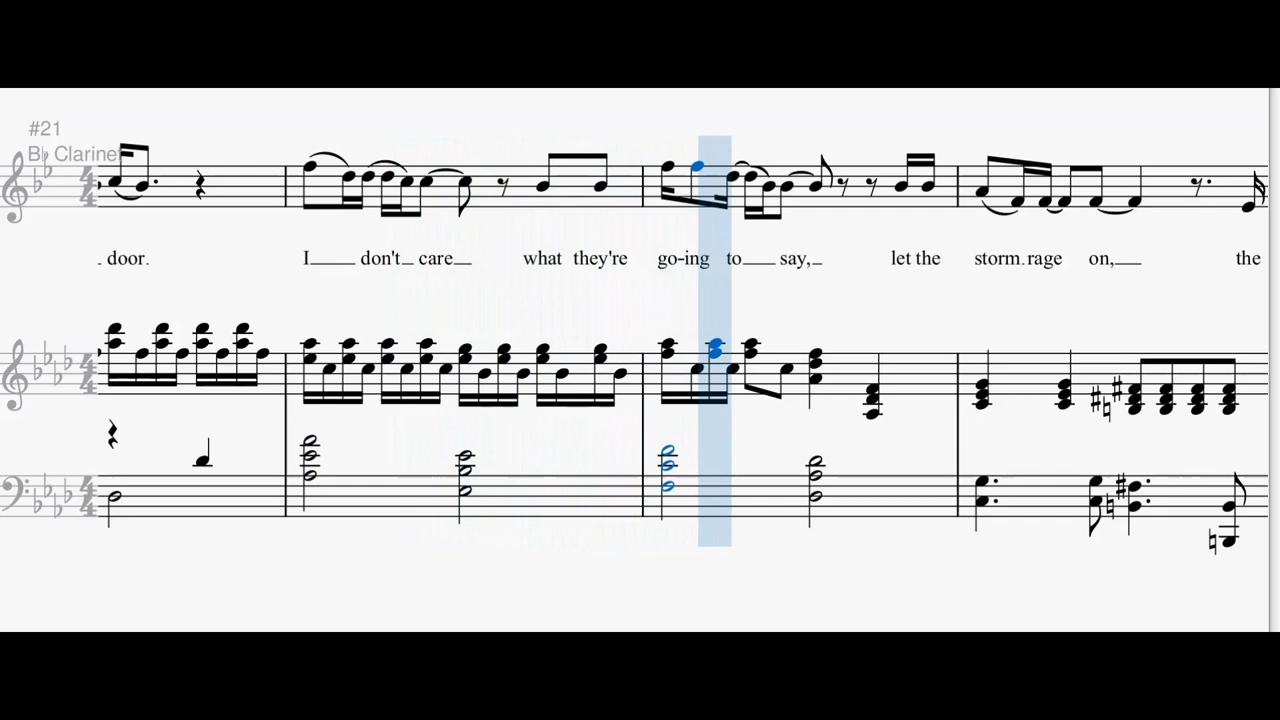 #21
B♭ Clarinet
door. I don't care what they're go-ing to say, let the storm rage on, the